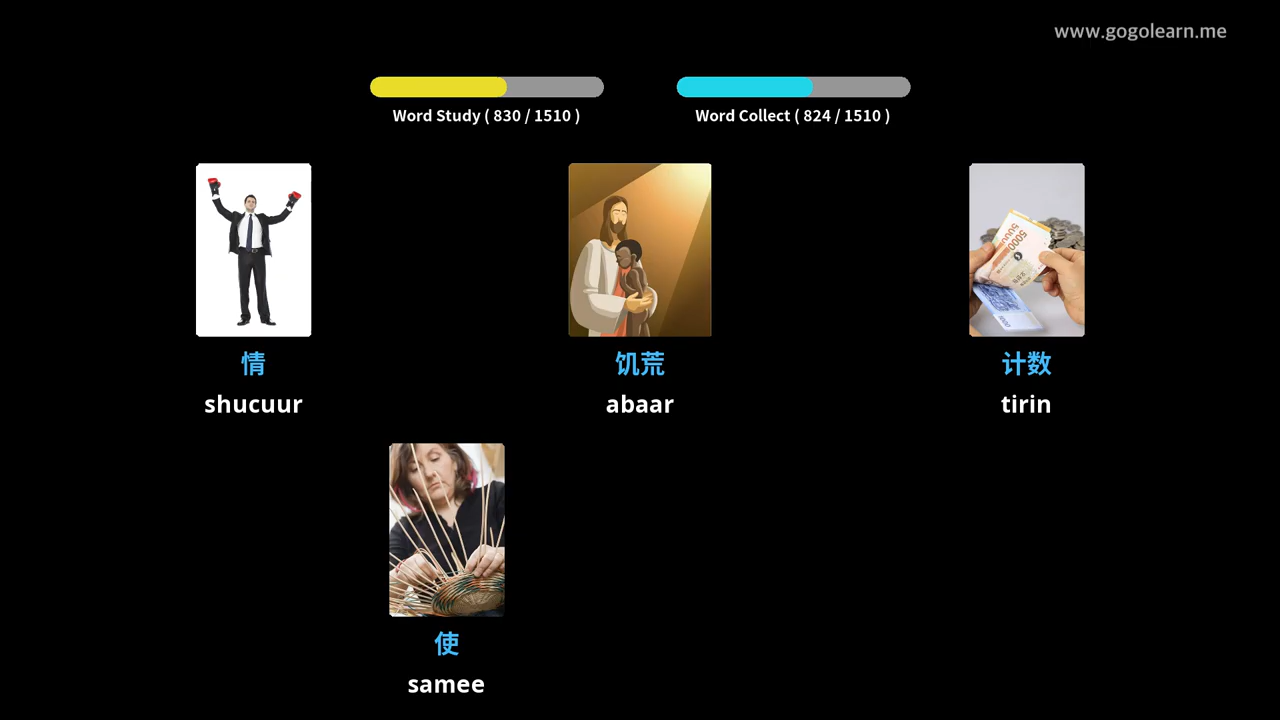 www.gogolearn.me
Word Study ( 830 / 1510 )
Word Collect ( 824 / 1510 )
情
shucuur
饥荒
abaar
计数
tirin
使
samee